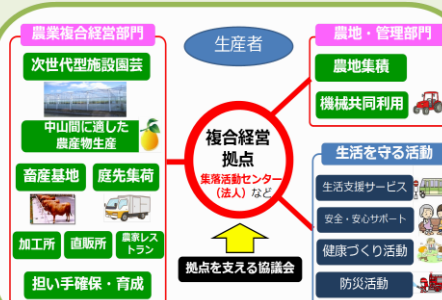 農業複合経営部門
次世代型施設園芸
中山間に適した
農産物生産
畜産基地
庭先集荷
加工所
直販所
農家レス
トラン
担い手確保・育成
生産者
複合経営
拠点
集落活動センター
（法人）など
拠点を支える協議会
農地・管理部門
農地集積
機械共同利用
生活を守る活動
生活支援サービス
安全・安心サポート
健康づくり活動
防災活動